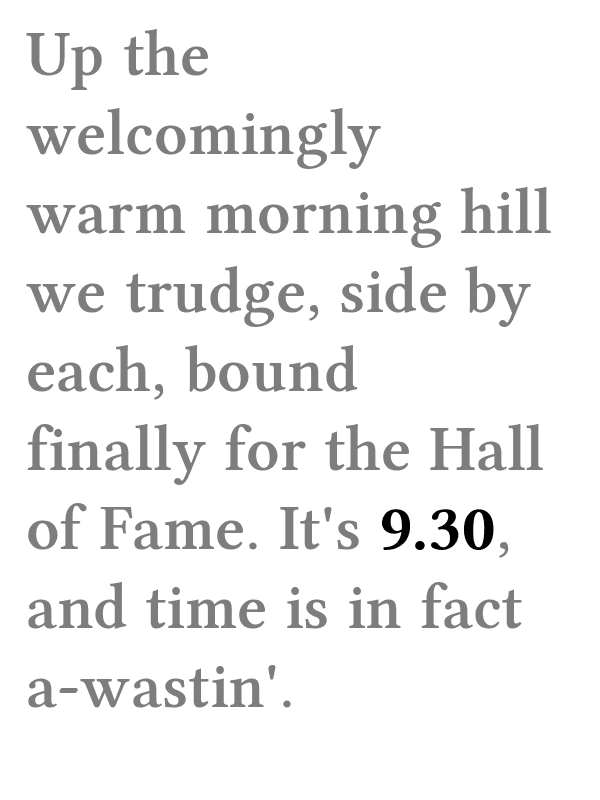 Up the
welcomingly
warm morning hill
we trudge, side by
each, bound
finally for the Hall
of Fame. It's 9.30,
and time is in fact
a-wastin'.